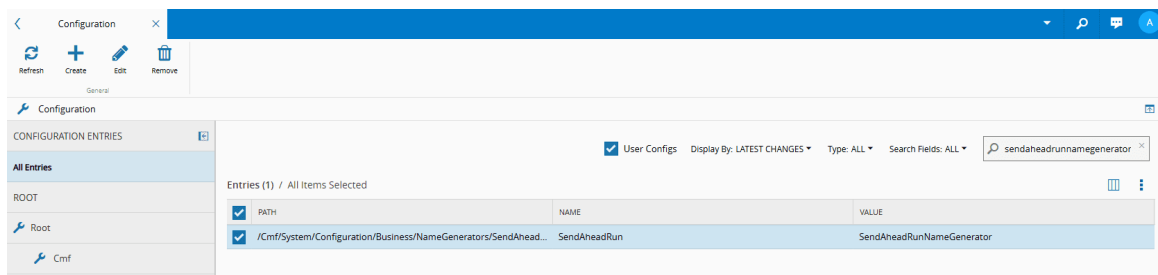 Configuration
A
Refresh Create Edit Remove
General
Configuration
CONFIGURATION ENTRIES
User Configs Display By: LATEST CHANGES Type: ALL Search Fields: ALL sendaheadrunnamegenerator
All Entries
Entries (1) / All Items Selected
ROOT
PATH NAME VALUE
Root
/Cmf/System/Configuration/Business/NameGenerators/SendAhead... SendAheadRun SendAheadRunNameGenerator
Cmf